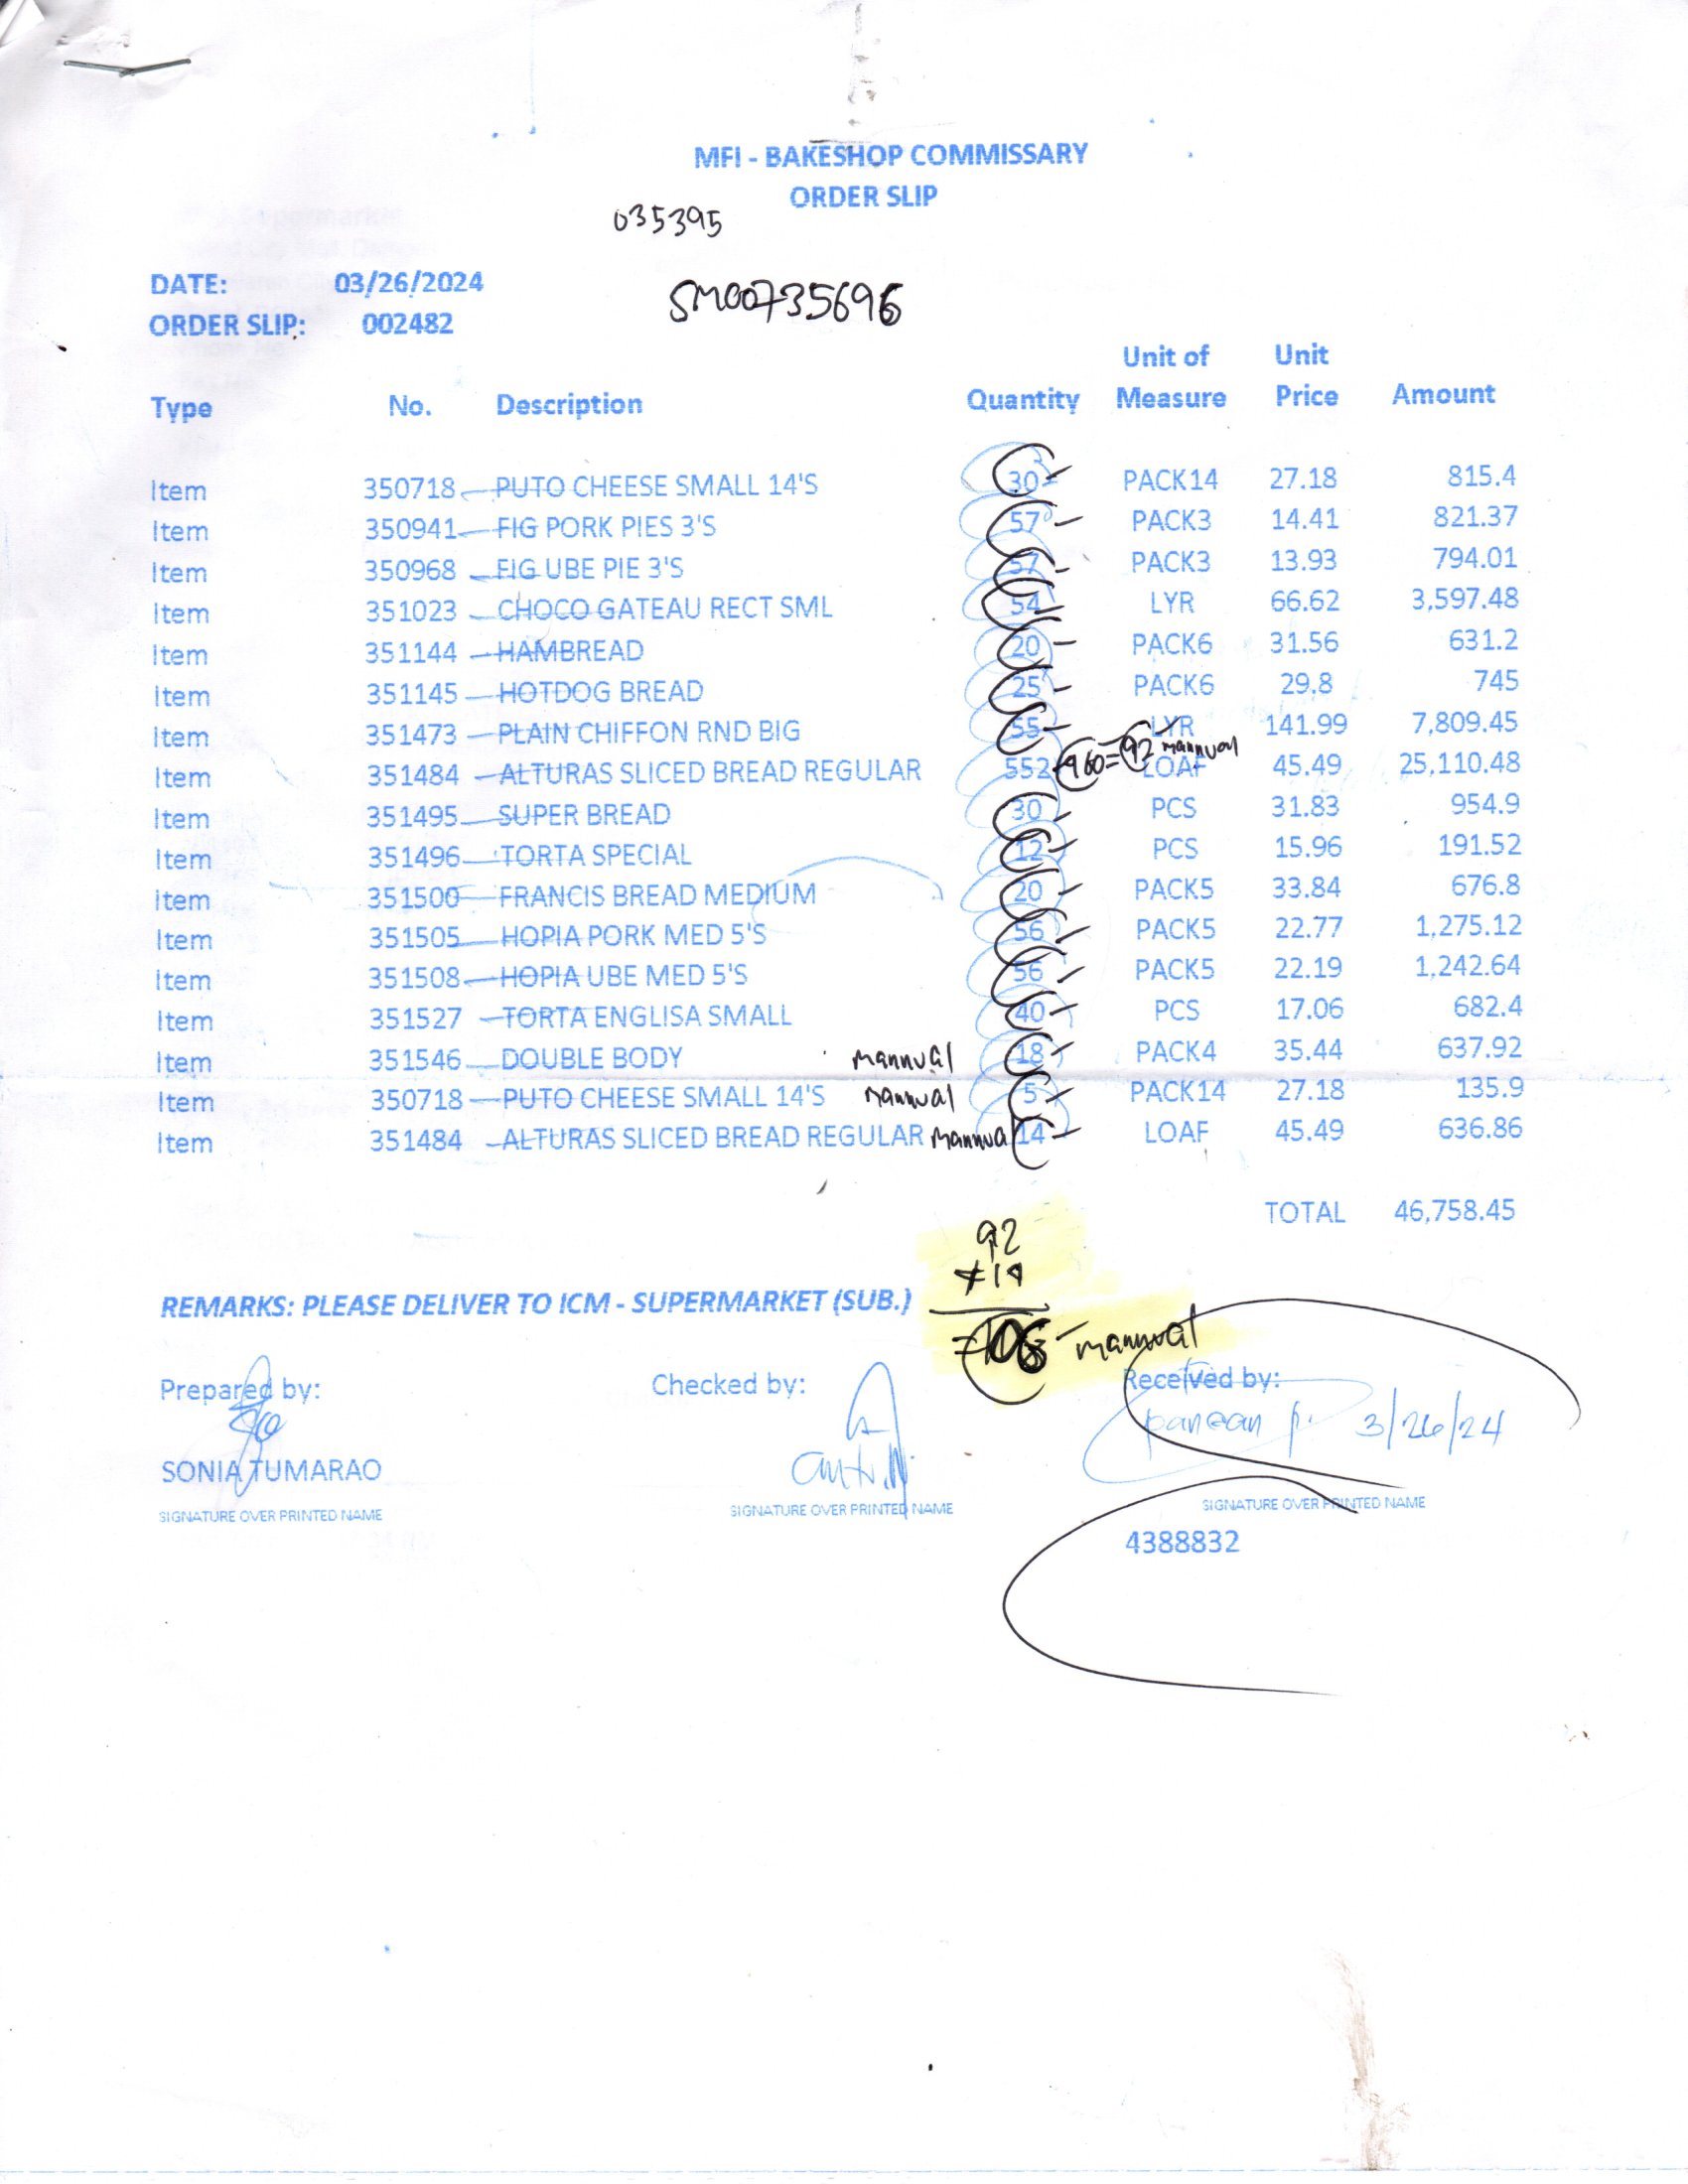 MFI - BAKESHOP COMMISSARY
ORDER SLIP
035395
DATE: 03/26/2024
SM00735696
ORDER SLIP: 002482
Type No. Description Quantity Unit of Measure Unit Price Amount
Item 350718 PUTO CHEESE SMALL 14'S 30 PACK14 27.18 815.4
Item 350941 FIG PORK PIES 3'S 57 PACK3 14.41 821.37
Item 350968 FIG UBE PIE 3'S 57 PACK3 13.93 794.01
Item 351023 CHOCO GATEAU RECT SML 54 LYR 66.62 3,597.48
Item 351144 HAMBREAD 20 PACK6 31.56 631.2
Item 351145 HOTDOG BREAD 25 PACK6 29.8 745
Item 351473 PLAIN CHIFFON RND BIG 55 LYR 141.99 7,809.45
Item 351484 ALTURAS SLICED BREAD REGULAR 552 460=92 mannual LOAF 45.49 25,110.48
Item 351495 SUPER BREAD 30 PCS 31.83 954.9
Item 351496 TORTA SPECIAL 12 PCS 15.96 191.52
Item 351500 FRANCIS BREAD MEDIUM 20 PACK5 33.84 676.8
Item 351505 HOPIA PORK MED 5'S 56 PACK5 22.77 1,275.12
Item 351508 HOPIA UBE MED 5'S 56 PACK5 22.19 1,242.64
Item 351527 TORTA ENGLISA SMALL 40 PCS 17.06 682.4
Item 351546 DOUBLE BODY mannual 18 PACK4 35.44 637.92
Item 350718 PUTO CHEESE SMALL 14'S mannual 5 PACK14 27.18 135.9
Item 351484 ALTURAS SLICED BREAD REGULAR mannual 14 LOAF 45.49 636.86
TOTAL 46,758.45
92
+14
=106 - mannual
REMARKS: PLEASE DELIVER TO ICM - SUPERMARKET (SUB.)
Prepared by: Checked by: Received by:
3/26/24
SONIA TUMARAO
SIGNATURE OVER PRINTED NAME SIGNATURE OVER PRINTED NAME SIGNATURE OVER PRINTED NAME
4388832